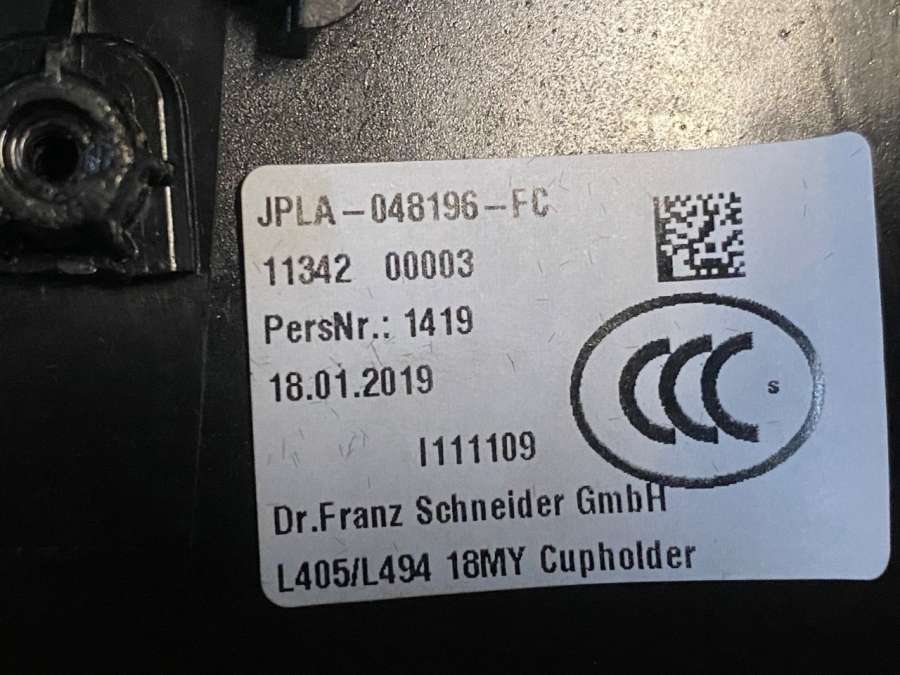 JPLA-048196-FC
11342 00003
PersNr.: 1419
18.01.2019
CCC S
I111109
Dr.Franz Schneider GmbH
L405/L494 18MY Cupholder